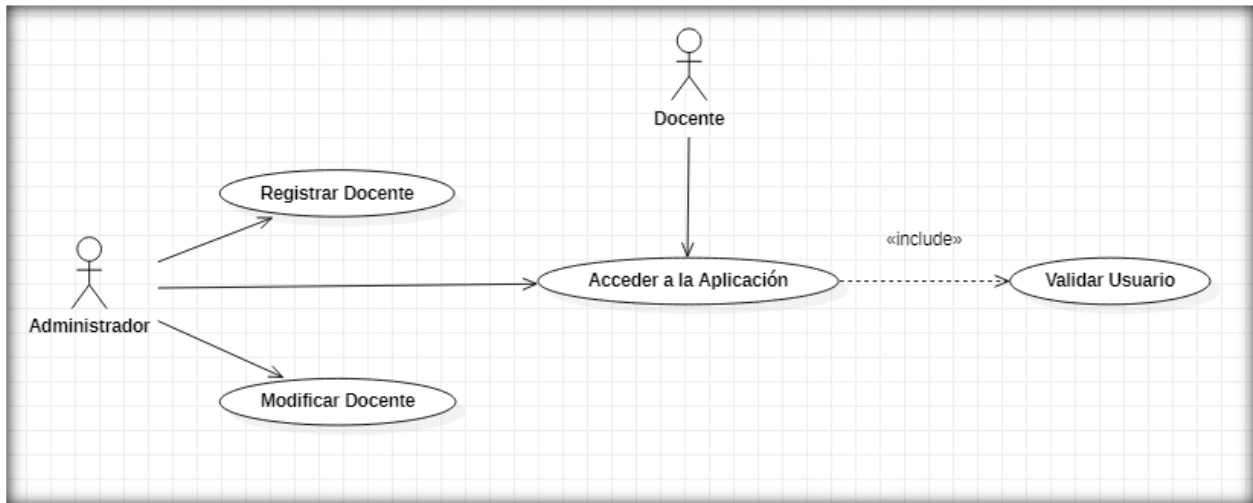 Docente
Registrar Docente
«include»
Acceder a la Aplicación
Validar Usuario
Administrador
Modificar Docente